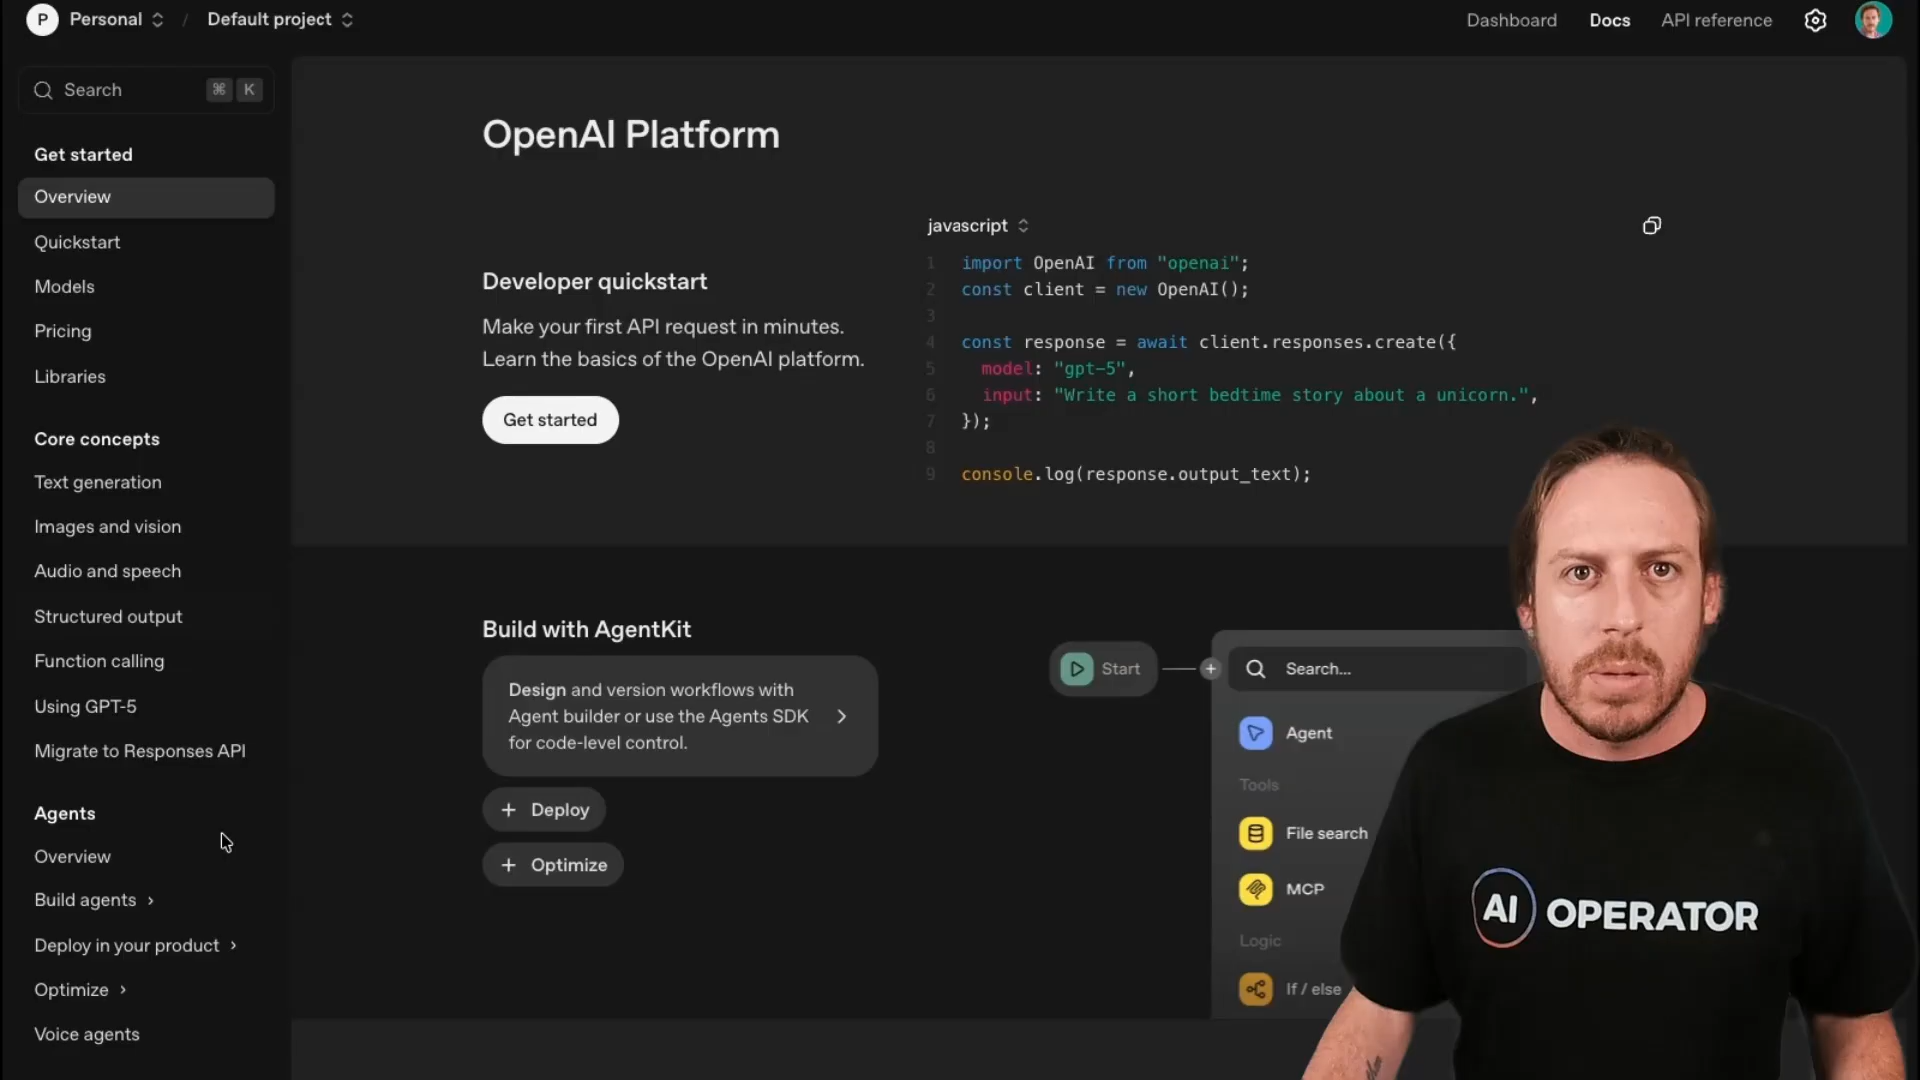 P Personal / Default project
Dashboard Docs API reference
Search ⌘ K
Get started
Overview
Quickstart
Models
Pricing
Libraries
Core concepts
Text generation
Images and vision
Audio and speech
Structured output
Function calling
Using GPT-5
Migrate to Responses API
Agents
Overview
Build agents
Deploy in your product
Optimize
Voice agents
OpenAI Platform
Developer quickstart
Make your first API request in minutes.
Learn the basics of the OpenAI platform.
Get started
javascript
1 import OpenAI from "openai";
2 const client = new OpenAI();
3
4 const response = await client.responses.create({
5 model: "gpt-5",
6 input: "Write a short bedtime story about a unicorn.",
7 });
8
9 console.log(response.output_text);
Build with AgentKit
Design and version workflows with
Agent builder or use the Agents SDK
for code-level control.
+ Deploy
+ Optimize
Start
+
Search...
Agent
Tools
File search
MCP
Logic
If / else
AI OPERATOR